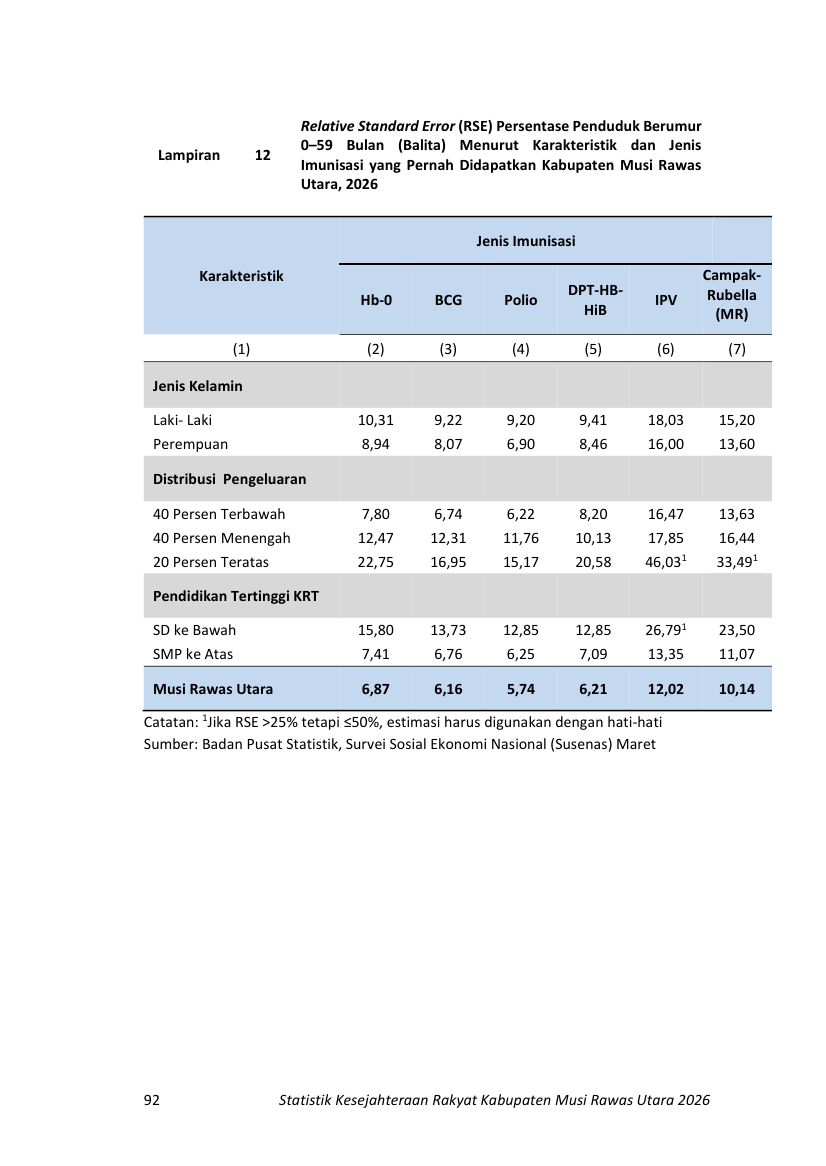 Lampiran 12
Relative Standard Error (RSE) Persentase Penduduk Berumur
0–59 Bulan (Balita) Menurut Karakteristik dan Jenis
Imunisasi yang Pernah Didapatkan Kabupaten Musi Rawas
Utara, 2026
Karakteristik
Jenis Imunisasi
Hb-0 BCG Polio DPT-HB-HiB IPV Campak-Rubella (MR)
(1) (2) (3) (4) (5) (6) (7)
Jenis Kelamin
Laki- Laki 10,31 9,22 9,20 9,41 18,03 15,20
Perempuan 8,94 8,07 6,90 8,46 16,00 13,60
Distribusi Pengeluaran
40 Persen Terbawah 7,80 6,74 6,22 8,20 16,47 13,63
40 Persen Menengah 12,47 12,31 11,76 10,13 17,85 16,44
20 Persen Teratas 22,75 16,95 15,17 20,58 46,03¹ 33,49¹
Pendidikan Tertinggi KRT
SD ke Bawah 15,80 13,73 12,85 12,85 26,79¹ 23,50
SMP ke Atas 7,41 6,76 6,25 7,09 13,35 11,07
Musi Rawas Utara 6,87 6,16 5,74 6,21 12,02 10,14
Catatan: ¹Jika RSE >25% tetapi ≤50%, estimasi harus digunakan dengan hati-hati
Sumber: Badan Pusat Statistik, Survei Sosial Ekonomi Nasional (Susenas) Maret
92 Statistik Kesejahteraan Rakyat Kabupaten Musi Rawas Utara 2026